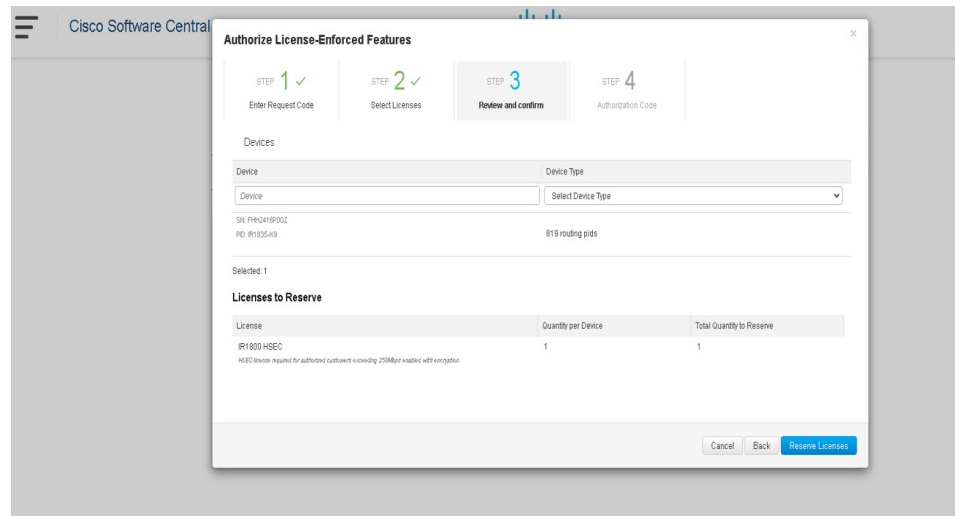 Cisco Software Central
Authorize License-Enforced Features
x
STEP 1 ✓
Enter Request Code
STEP 2 ✓
Select Licenses
STEP 3
Review and confirm
STEP 4
Authorization Code
Devices
Device Device Type
Device Select Device Type
SN: FHH2416P00Z
PID: IR1835-K9 819 routing pids
Selected: 1
Licenses to Reserve
License Quantity per Device Total Quantity to Reserve
IR1800 HSEC 1 1
HSEC license required for authorized customers exceeding 250Mbps enabled with encryption
Cancel Back Reserve Licenses